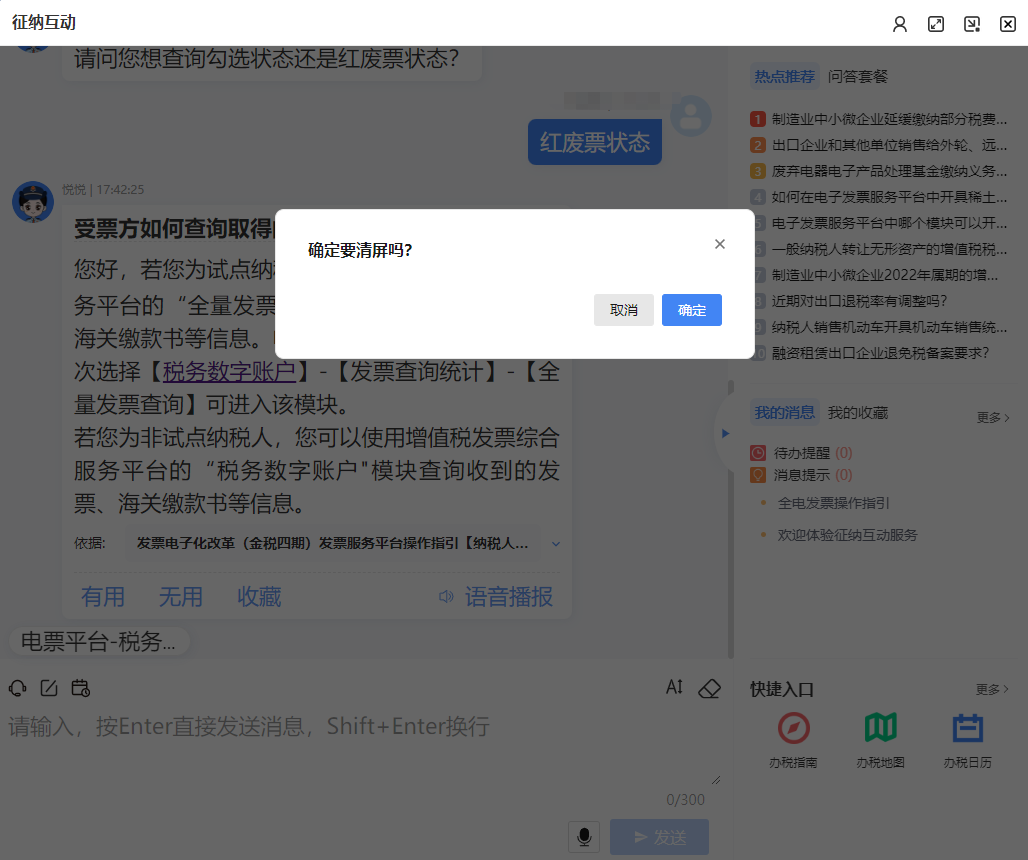 征纳互动
请问您想查询勾选状态还是红废票状态?
红废票状态
悦悦 | 17:42:25
受票方如何查询取得
您好，若您为试点纳税
务平台的“全量发票
海关缴款书等信息。
次选择【税务数字账户】-【发票查询统计】-【全
量发票查询】可进入该模块。
若您为非试点纳税人，您可以使用增值税发票综合
服务平台的“税务数字账户"模块查询收到的发
票、海关缴款书等信息。
依据: 发票电子化改革（金税四期）发票服务平台操作指引【纳税人...
有用 无用 收藏 语音播报
电票平台-税务...
确定要清屏吗?
取消 确定
请输入，按Enter直接发送消息，Shift+Enter换行
0/300
发送
热点推荐 问答套餐
1 制造业中小微企业延缓缴纳部分税费...
2 出口企业和其他单位销售给外轮、远...
3 废弃电器电子产品处理基金缴纳义务...
4 如何在电子发票服务平台中开具稀土...
5 电子发票服务平台中哪个模块可以开...
6 一般纳税人转让无形资产的增值税税...
7 制造业中小微企业2022年属期的增...
8 近期对出口退税率有调整吗?
9 纳税人销售机动车开具机动车销售统...
10 融资租赁出口企业退免税备案要求?
我的消息 我的收藏 更多
待办提醒 (0)
消息提示 (0)
全电发票操作指引
欢迎体验征纳互动服务
快捷入口 更多
办税指南 办税地图 办税日历